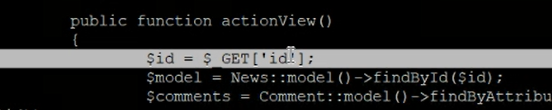 public function actionView()
{
$id = $_GET['id'];
$model = News::model()->findById($id);
$comments = Comment::model()->findByAttribu